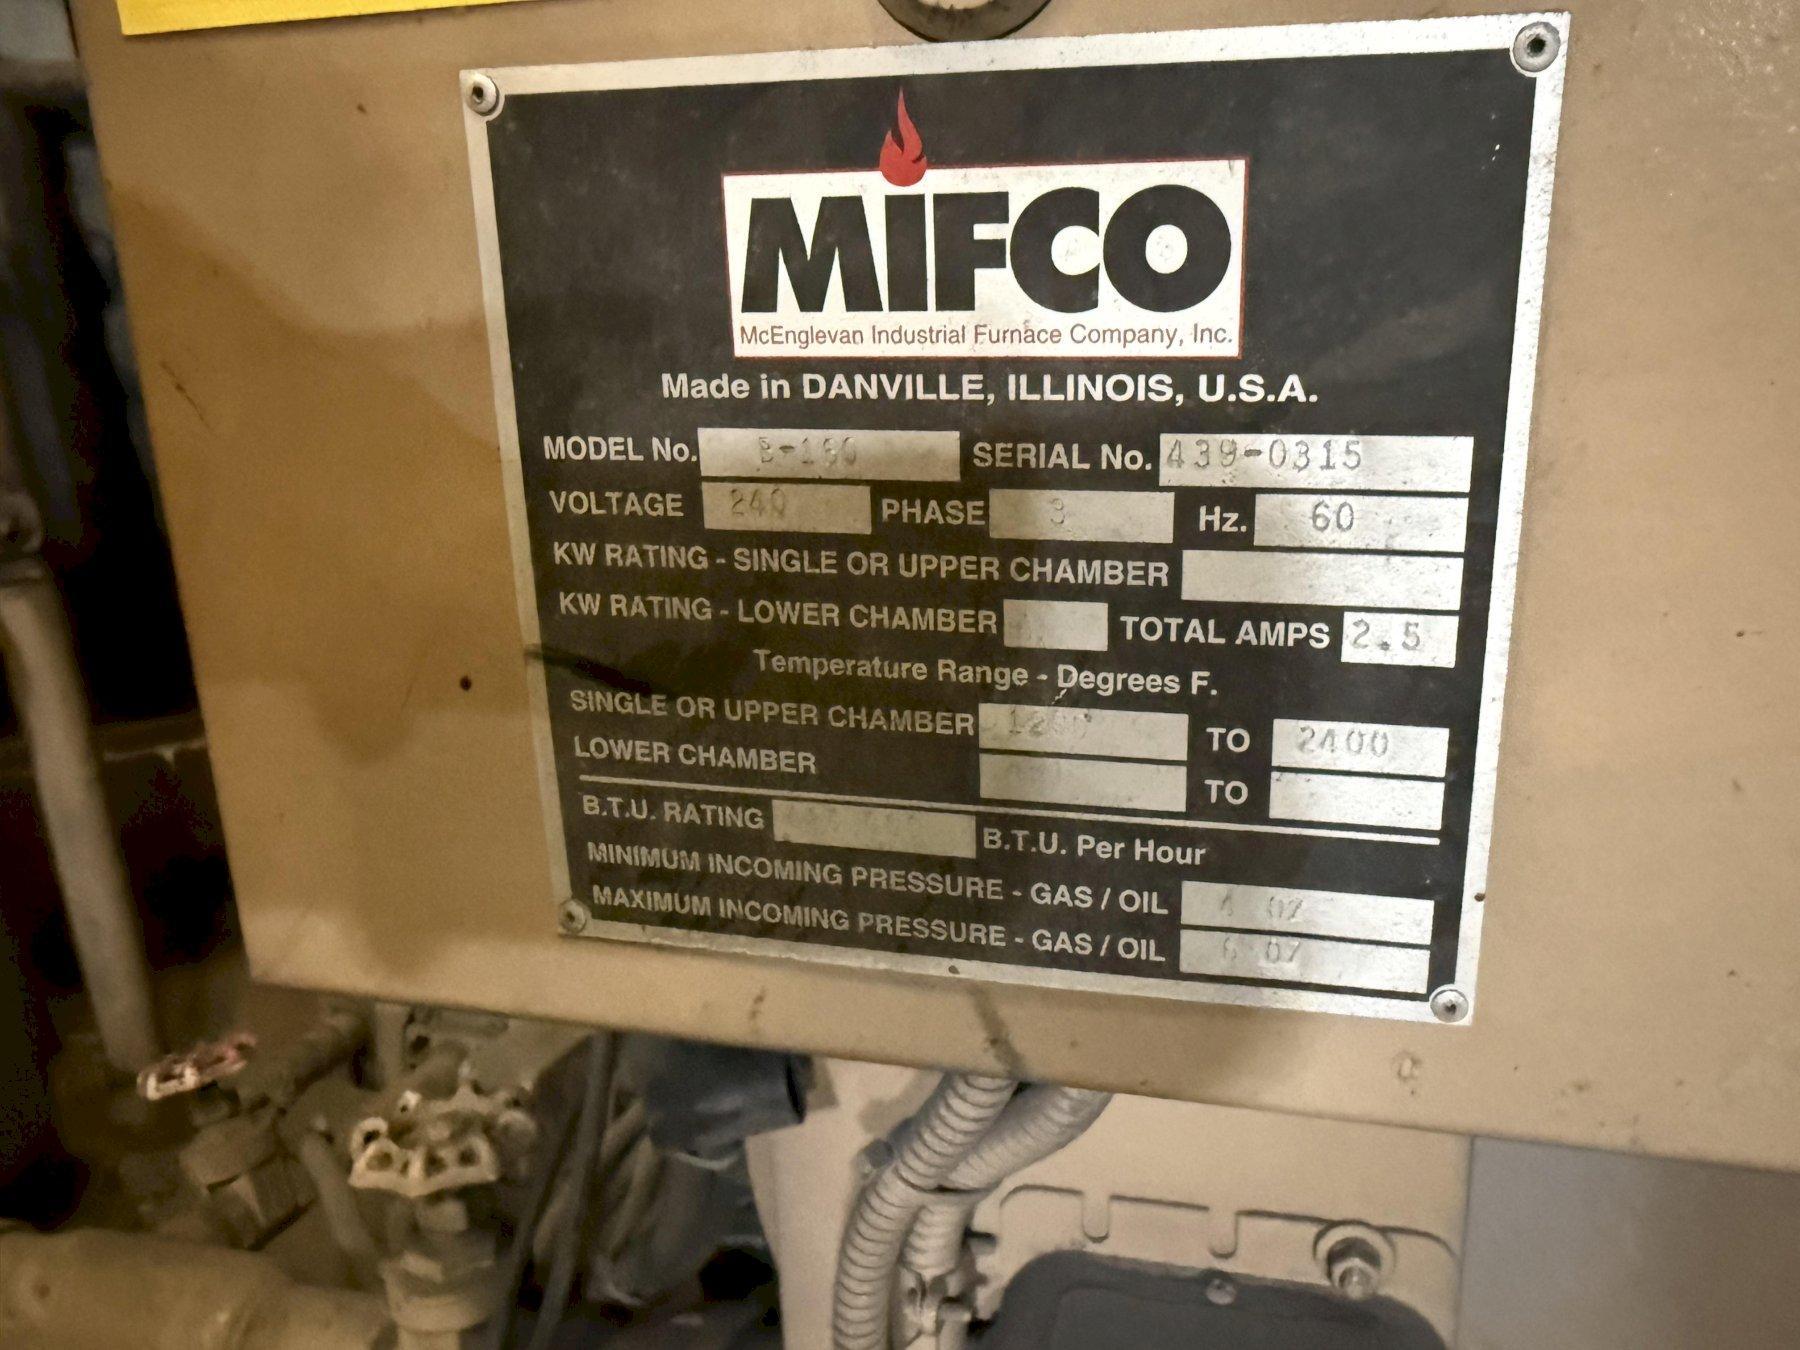 MIFCO
McEnglevan Industrial Furnace Company, Inc.
Made in DANVILLE, ILLINOIS, U.S.A.
MODEL No. SERIAL No. 439-0315
VOLTAGE 240 PHASE 3 Hz. 60
KW RATING - SINGLE OR UPPER CHAMBER
KW RATING - LOWER CHAMBER TOTAL AMPS 2.5
Temperature Range - Degrees F.
SINGLE OR UPPER CHAMBER TO 2400
LOWER CHAMBER TO
B.T.U. RATING B.T.U. Per Hour
MINIMUM INCOMING PRESSURE - GAS / OIL 4 OZ
MAXIMUM INCOMING PRESSURE - GAS / OIL OZ